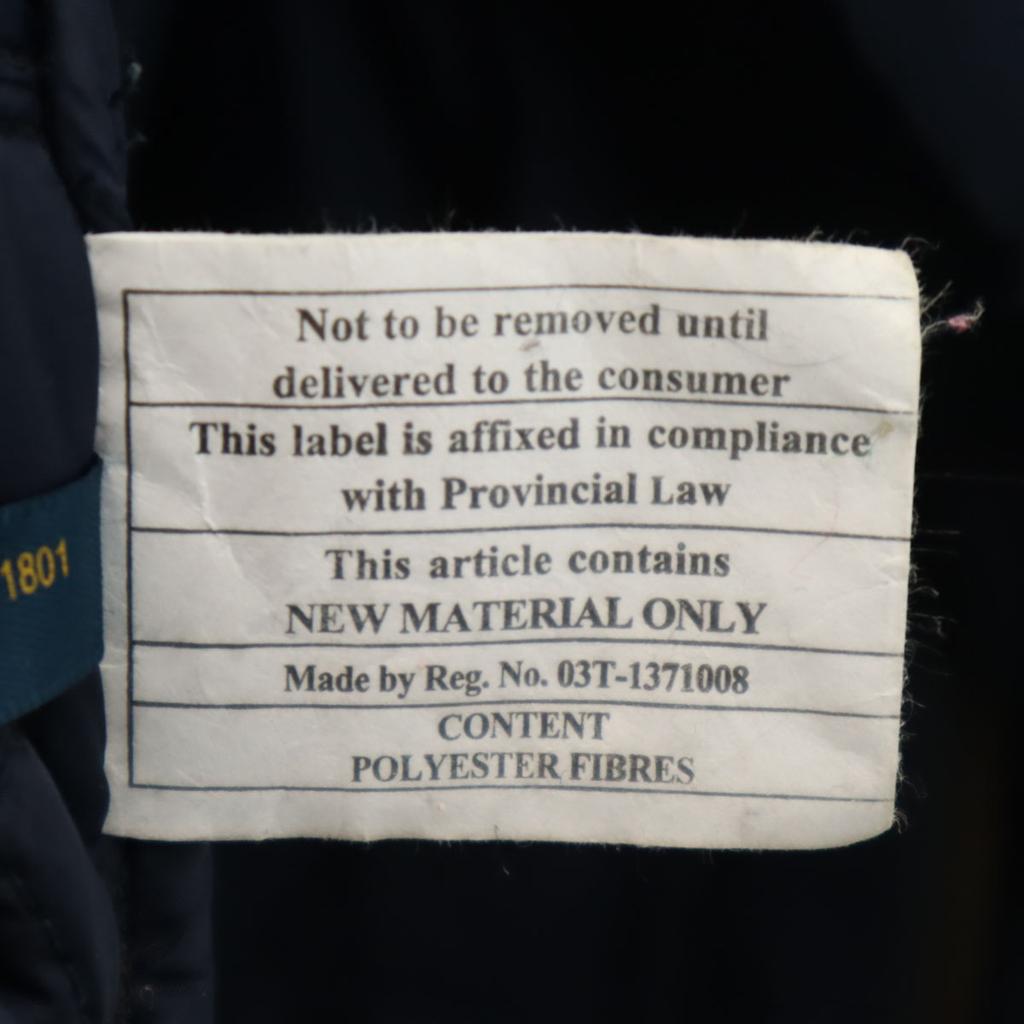 Not to be removed until
delivered to the consumer
This label is affixed in compliance
with Provincial Law
This article contains
NEW MATERIAL ONLY
Made by Reg. No. 03T-1371008
CONTENT
POLYESTER FIBRES
1801